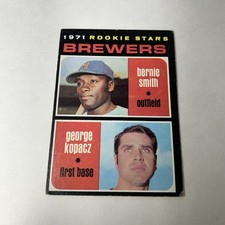 1971 ROOKIE STARS
BREWERS
bernie
smith
outfield
george
kopacz
first base